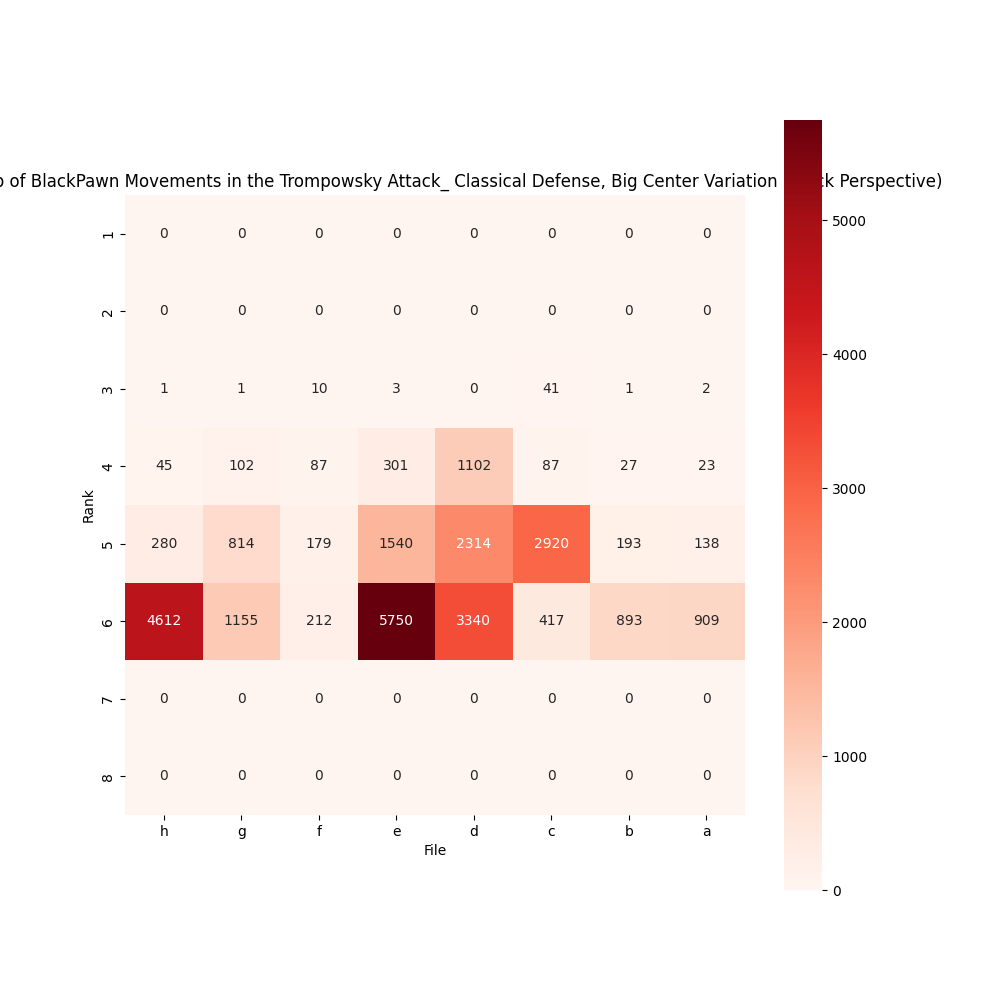 of BlackPawn Movements in the Trompowsky Attack_ Classical Defense, Big Center Variation Perspective)
1 0 0 0 0 0 0 0 0
2 0 0 0 0 0 0 0 0
3 1 1 10 3 0 41 1 2
4 45 102 87 301 1102 87 27 23
5 280 814 179 1540 2314 2920 193 138
6 4612 1155 212 5750 3340 417 893 909
7 0 0 0 0 0 0 0 0
8 0 0 0 0 0 0 0 0
h g f e d c b a
File
Rank
5000
4000
3000
2000
1000
0